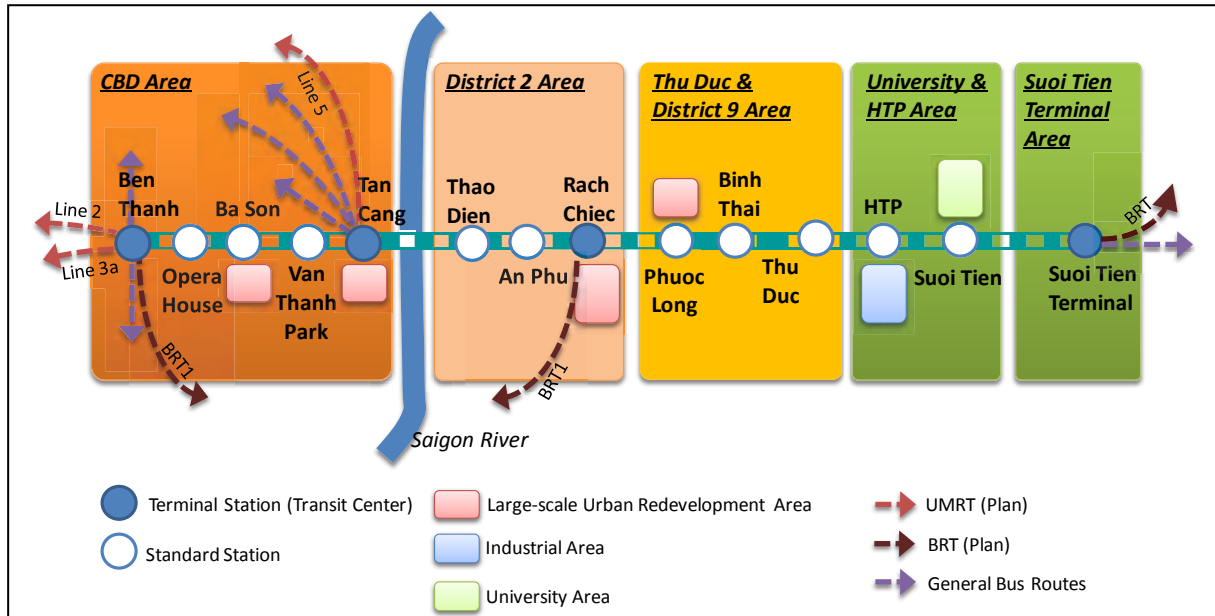 CBD Area
District 2 Area
Thu Duc &
District 9 Area
University &
HTP Area
Suoi Tien
Terminal
Area
Line 5
Ben
Thanh
Ba Son
Tan
Cang
Thao
Dien
Rach
Chiec
Binh
Thai
HTP
BRT
Line 2
Line 3a
Opera
House
Van
Thanh
Park
An Phu
Phuoc
Long
Thu
Duc
Suoi Tien
Suoi Tien
Terminal
BRT1
BRT1
Saigon River
Terminal Station (Transit Center)
Standard Station
Large-scale Urban Redevelopment Area
Industrial Area
University Area
UMRT (Plan)
BRT (Plan)
General Bus Routes